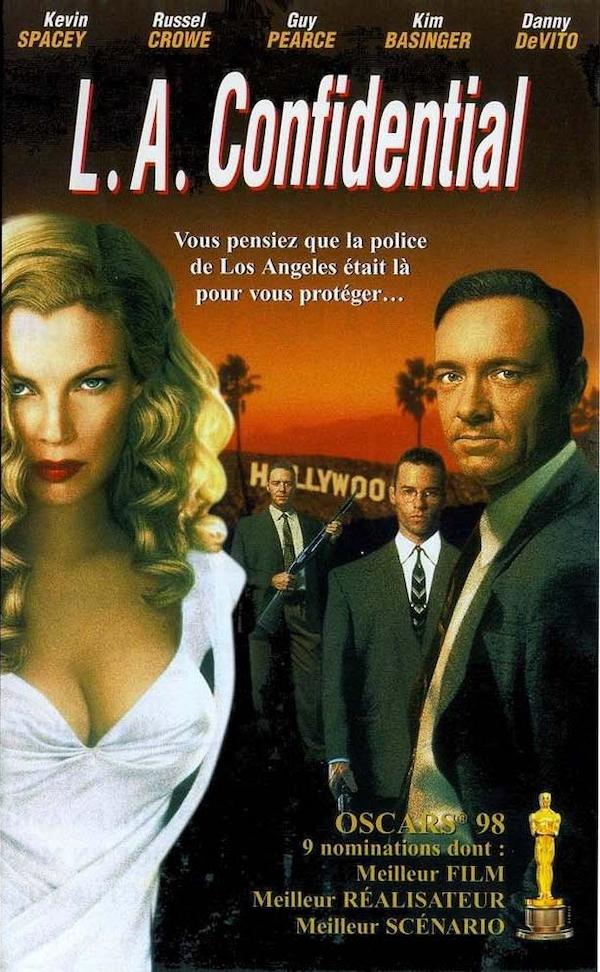 Kevin SPACEY
Russel CROWE
Guy PEARCE
Kim BASINGER
Danny DeVITO
L.A. Confidential
Vous pensiez que la police
de Los Angeles était là
pour vous protéger...
HOLLYWOO
OSCARS® 98
9 nominations dont :
Meilleur FILM
Meilleur RÉALISATEUR
Meilleur SCÉNARIO